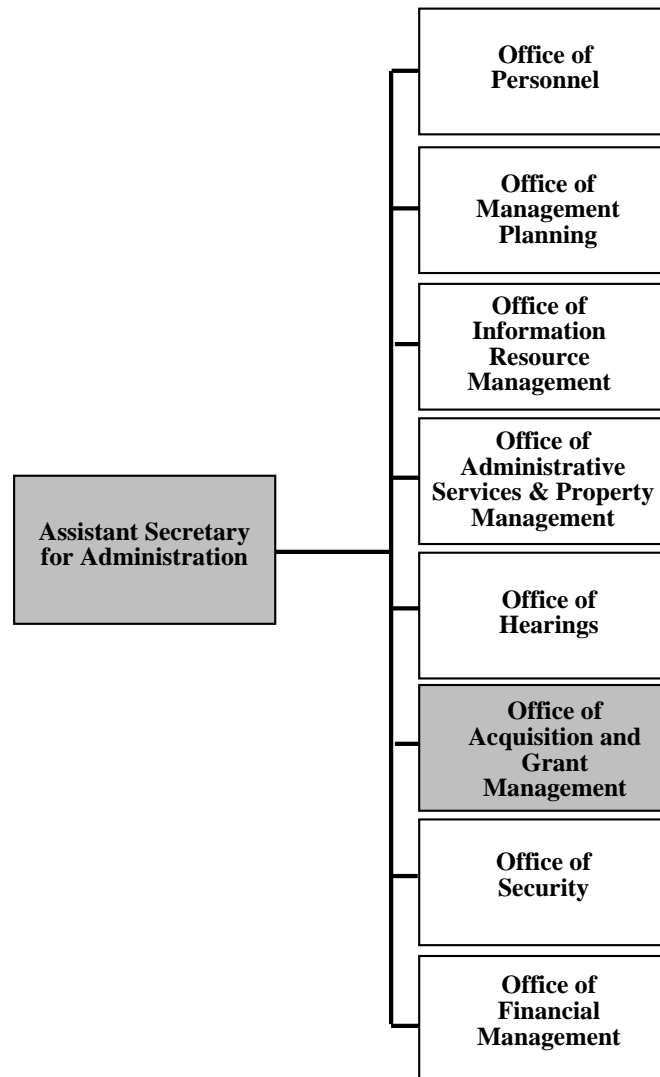 Office of
Personnel
Office of
Management
Planning
Office of
Information
Resource
Management
Office of
Administrative
Services & Property
Management
Assistant Secretary
for Administration
Office of
Hearings
Office of
Acquisition and
Grant
Management
Office of
Security
Office of
Financial
Management